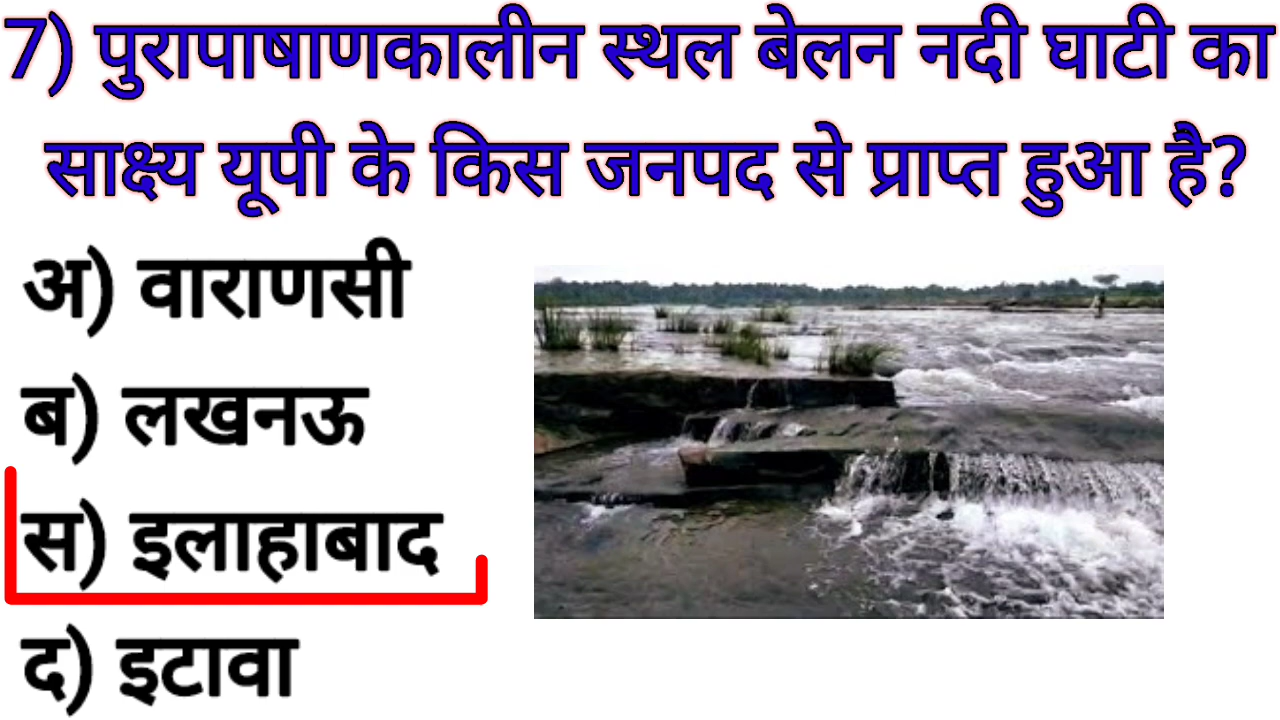 7) पुरापाषाणकालीन स्थल बेलन नदी घाटी का
साक्ष्य यूपी के किस जनपद से प्राप्त हुआ है?
अ) वाराणसी
ब) लखनऊ
स) इलाहाबाद
द) इटावा